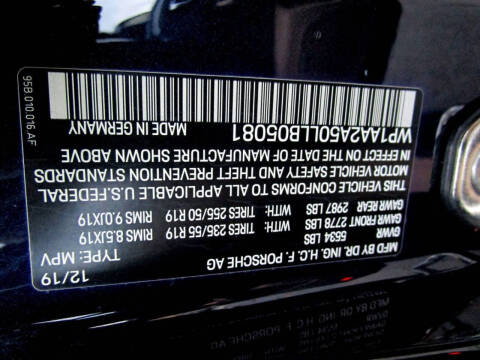 MFD BY DR. ING. H.C. F. PORSCHE AG 12/19
GVWR 5534 LBS TYPE: MPV
GAWR FRONT 2778 LBS WITH: TIRES 235/55 R19 RIMS 8.5JX19
GAWR REAR 2987 LBS WITH: TIRES 255/50 R19 RIMS 9.0JX19
THIS VEHICLE CONFORMS TO ALL APPLICABLE U.S.FEDERAL
MOTOR VEHICLE SAFETY AND THEFT PREVENTION STANDARDS
IN EFFECT ON THE DATE OF MANUFACTURE SHOWN ABOVE
WP1AA2A50LLB05081 MADE IN GERMANY
95B.010.016.AF